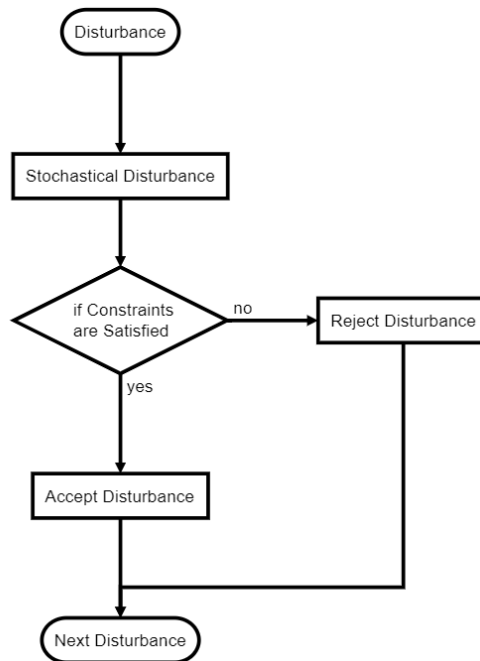 Disturbance
Stochastical Disturbance
if Constraints
are Satisfied
no
Reject Disturbance
yes
Accept Disturbance
Next Disturbance